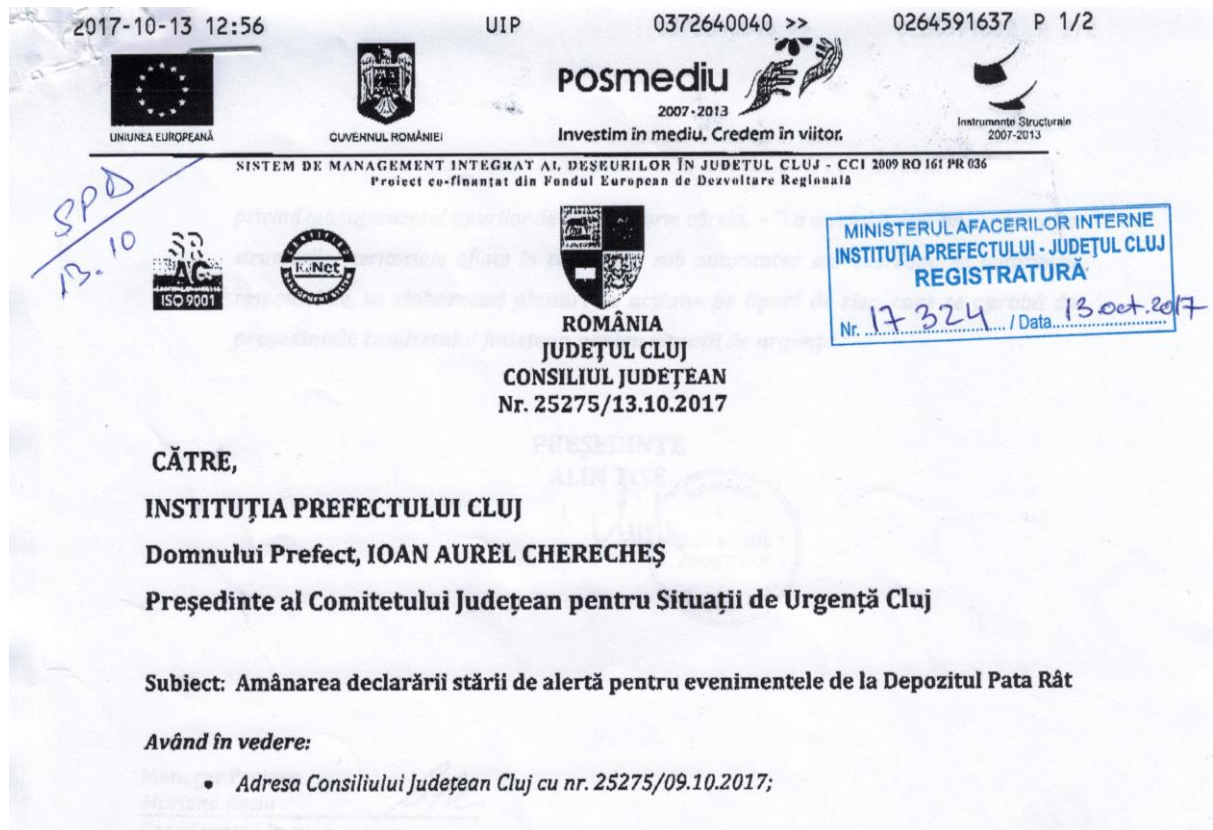 2017-10-13 12:56 UIP 0372640040 >> 0264591637 P 1/2
UNIUNEA EUROPEANĂ
GUVERNUL ROMÂNIEI
POSmediu
2007-2013
Investim în mediu. Credem în viitor.
Instrumente Structurale
2007-2013
SISTEM DE MANAGEMENT INTEGRAT AL DEȘEURILOR ÎN JUDEȚUL CLUJ - CCI 2009 RO 161 PR 036
Proiect co-finanțat din Fondul European de Dezvoltare Regională
SPD
13.10
ISO 9001
IQNet
MINISTERUL AFACERILOR INTERNE
INSTITUȚIA PREFECTULUI - JUDEȚUL CLUJ
REGISTRATURĂ
Nr. 17324 / Data 13 oct. 2017
ROMÂNIA
JUDEȚUL CLUJ
CONSILIUL JUDEȚEAN
Nr. 25275/13.10.2017
PREȘEDINTE
ALIN TIȘE
CĂTRE,
INSTITUȚIA PREFECTULUI CLUJ
Domnului Prefect, IOAN AUREL CHERECHEȘ
Președinte al Comitetului Județean pentru Situații de Urgență Cluj
Subiect: Amânarea declarării stării de alertă pentru evenimentele de la Depozitul Pata Rât
Având în vedere:
• Adresa Consiliului Județean Cluj cu nr. 25275/09.10.2017;